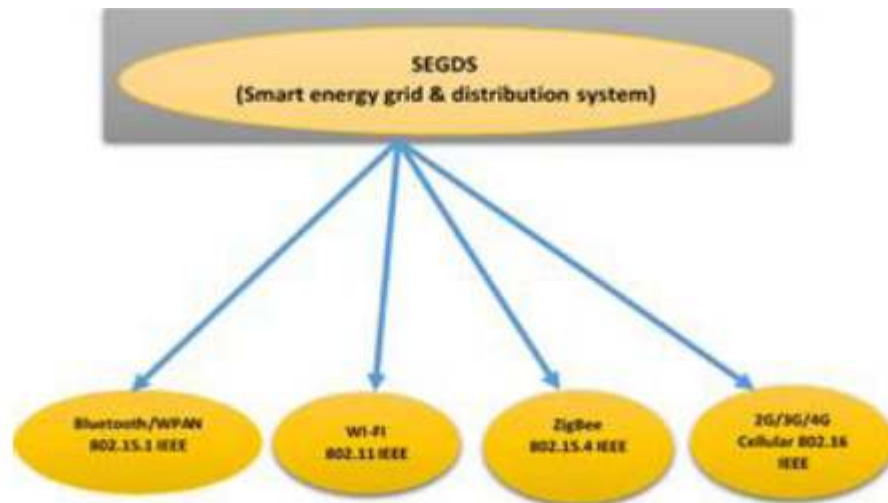 SEGDS
(Smart energy grid & distribution system)
Bluetooth/WPAN
802.15.1 IEEE
WI-FI
802.11 IEEE
ZigBee
802.15.4 IEEE
2G/3G/4G
Cellular 802.16
IEEE